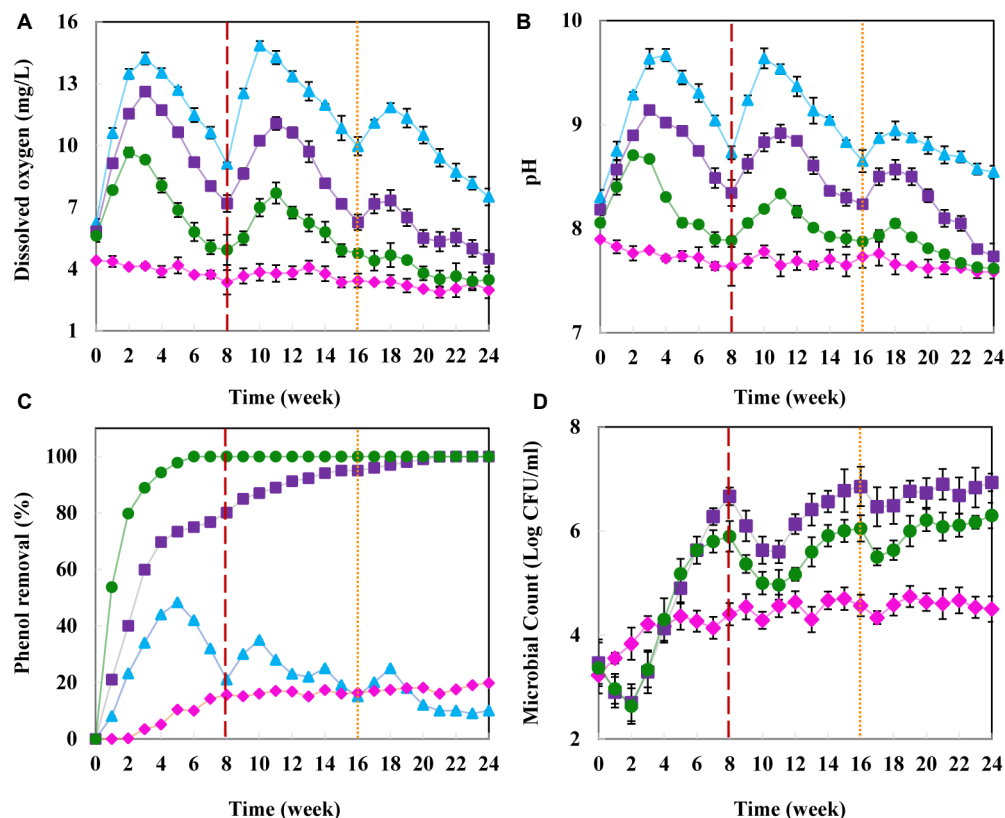 A
B
Dissolved oxygen (mg/L)
16
13
10
7
4
1
0 2 4 6 8 10 12 14 16 18 20 22 24
Time (week)
pH
10
9
8
7
0 2 4 6 8 10 12 14 16 18 20 22 24
Time (week)
C
D
Phenol removal (%)
100
80
60
40
20
0
0 2 4 6 8 10 12 14 16 18 20 22 24
Time (week)
Microbial Count (Log CFU/ml)
8
6
4
2
0 2 4 6 8 10 12 14 16 18 20 22 24
Time (week)